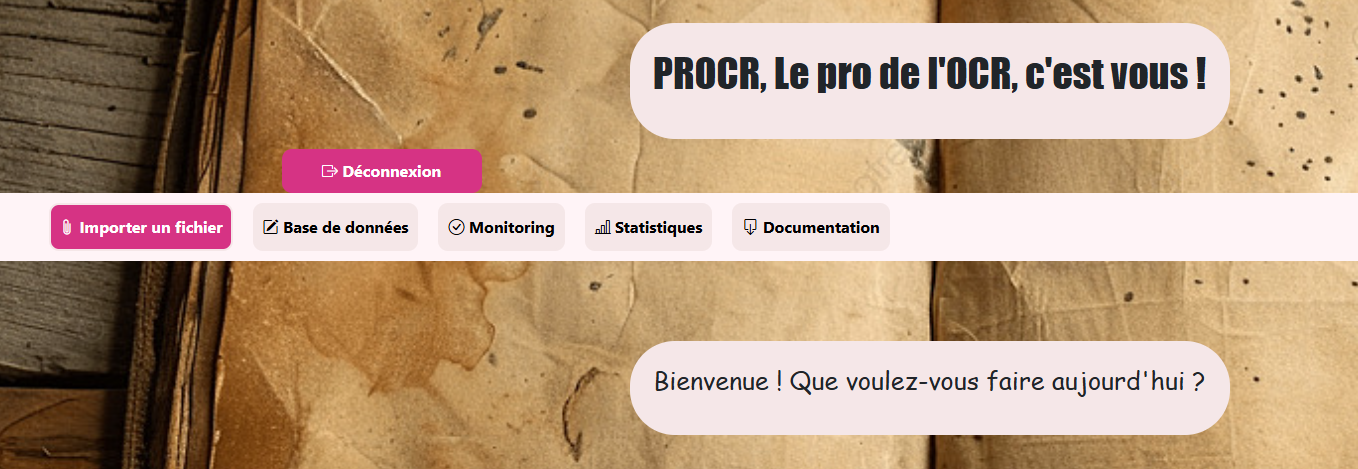 PROCR, Le pro de l'OCR, c'est vous !
Déconnexion
Importer un fichier
Base de données
Monitoring
Statistiques
Documentation
Bienvenue ! Que voulez-vous faire aujourd'hui ?